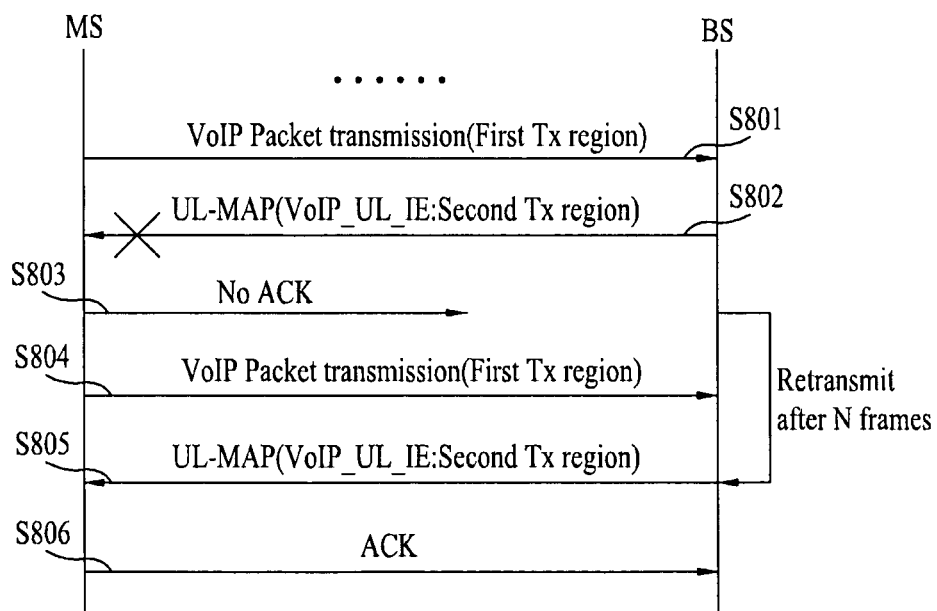 MS
BS
......
VoIP Packet transmission(First Tx region)
S801
UL-MAP(VoIP_UL_IE:Second Tx region)
S802
S803
No ACK
S804
VoIP Packet transmission(First Tx region)
Retransmit
after N frames
S805
UL-MAP(VoIP_UL_IE:Second Tx region)
S806
ACK